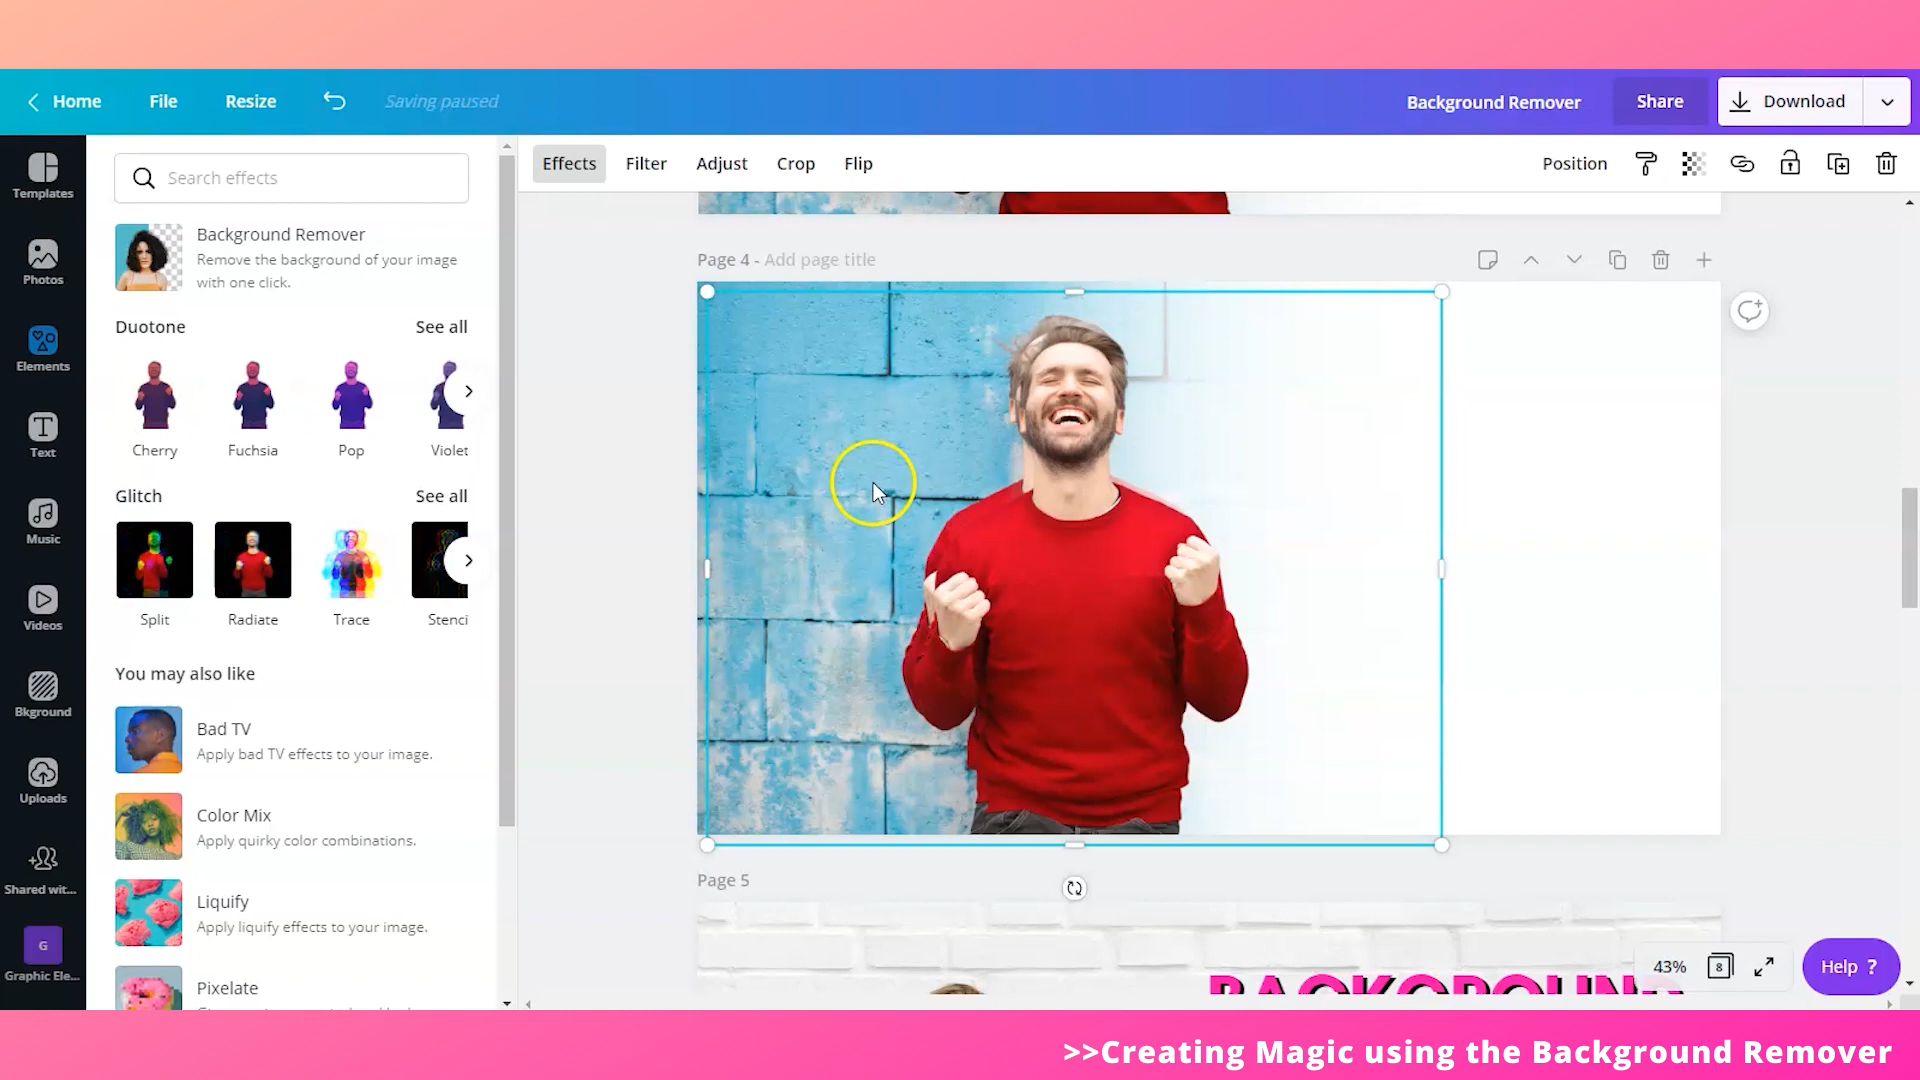 Home
File
Resize
Saving paused
Background Remover
Share
Download
Templates
Photos
Elements
Text
Music
Videos
Bkground
Uploads
Shared wit...
G
Graphic Ele...
Search effects
Background Remover
Remove the background of your image
with one click.
Duotone
See all
Cherry
Fuchsia
Pop
Violet
Glitch
See all
Split
Radiate
Trace
Stenci
You may also like
Bad TV
Apply bad TV effects to your image.
Color Mix
Apply quirky color combinations.
Liquify
Apply liquify effects to your image.
Pixelate
Effects
Filter
Adjust
Crop
Flip
Position
Page 4 - Add page title
Page 5
BACKGROUND
43%
8
Help ?
>>Creating Magic using the Background Remover